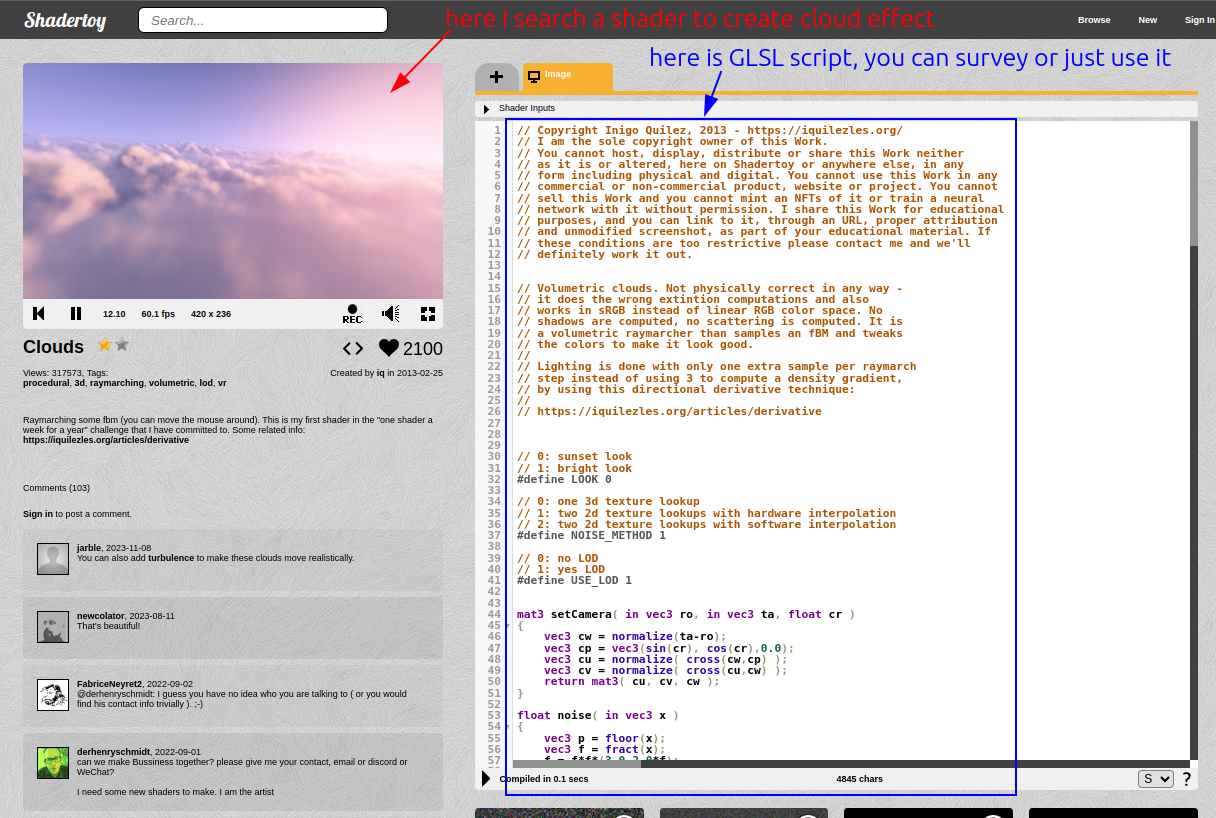 Shadertoy
Search...
here I search a shader to create cloud effect
Browse
New
Sign In
here is GLSL script, you can survey or just use it
12.10
60.1 fps
420 x 236
REC
Clouds
2100
Views: 317573, Tags:
procedural, 3d, raymarching, volumetric, lod, vr
Created by iq in 2013-02-25
Raymarching some fbm (you can move the mouse around). This is my first shader in the "one shader a
week for a year" challenge that I have committed to. Some related info:
https://iquilezles.org/articles/derivative
Comments (103)
Sign in to post a comment.
jarble, 2023-11-08
You can also add turbulence to make these clouds move realistically.
newcolator, 2023-08-11
That's beautiful!
FabriceNeyret2, 2022-09-02
@derhenryschmidt: I guess you have no idea who you are talking to ( or you would
find his contact info trivially ). ;-)
derhenryschmidt, 2022-09-01
can we make Bussiness together? please give me your contact, email or discord or
WeChat?
I need some new shaders to make. I am the artist
+
Image
Shader Inputs
1 // Copyright Inigo Quilez, 2013 - https://iquilezles.org/
2 // I am the sole copyright owner of this Work.
3 // You cannot host, display, distribute or share this Work neither
4 // as it is or altered, here on Shadertoy or anywhere else, in any
5 // form including physical and digital. You cannot use this Work in any
6 // commercial or non-commercial product, website or project. You cannot
7 // sell this Work and you cannot mint an NFTs of it or train a neural
8 // network with it without permission. I share this Work for educational
9 // purposes, and you can link to it, through an URL, proper attribution
10 // and unmodified screenshot, as part of your educational material. If
11 // these conditions are too restrictive please contact me and we'll
12 // definitely work it out.
13
14
15 // Volumetric clouds. Not physically correct in any way -
16 // it does the wrong extintion computations and also
17 // works in sRGB instead of linear RGB color space. No
18 // shadows are computed, no scattering is computed. It is
19 // a volumetric raymarcher than samples an fBM and tweaks
20 // the colors to make it look good.
21 //
22 // Lighting is done with only one extra sample per raymarch
23 // step instead of using 3 to compute a density gradient,
24 // by using this directional derivative technique:
25 //
26 // https://iquilezles.org/articles/derivative
27
28
29
30 // 0: sunset look
31 // 1: bright look
32 #define LOOK 0
33
34 // 0: one 3d texture lookup
35 // 1: two 2d texture lookups with hardware interpolation
36 // 2: two 2d texture lookups with software interpolation
37 #define NOISE_METHOD 1
38
39 // 0: no LOD
40 // 1: yes LOD
41 #define USE_LOD 1
42
43
44 mat3 setCamera( in vec3 ro, in vec3 ta, float cr )
45 {
46 vec3 cw = normalize(ta-ro);
47 vec3 cp = vec3(sin(cr), cos(cr),0.0);
48 vec3 cu = normalize( cross(cw,cp) );
49 vec3 cv = normalize( cross(cu,cw) );
50 return mat3( cu, cv, cw );
51 }
52
53 float noise( in vec3 x )
54 {
55 vec3 p = floor(x);
56 vec3 f = fract(x);
57 f = f*f*(3.0-2.0*f);
Compiled in 0.1 secs
4845 chars
S
?